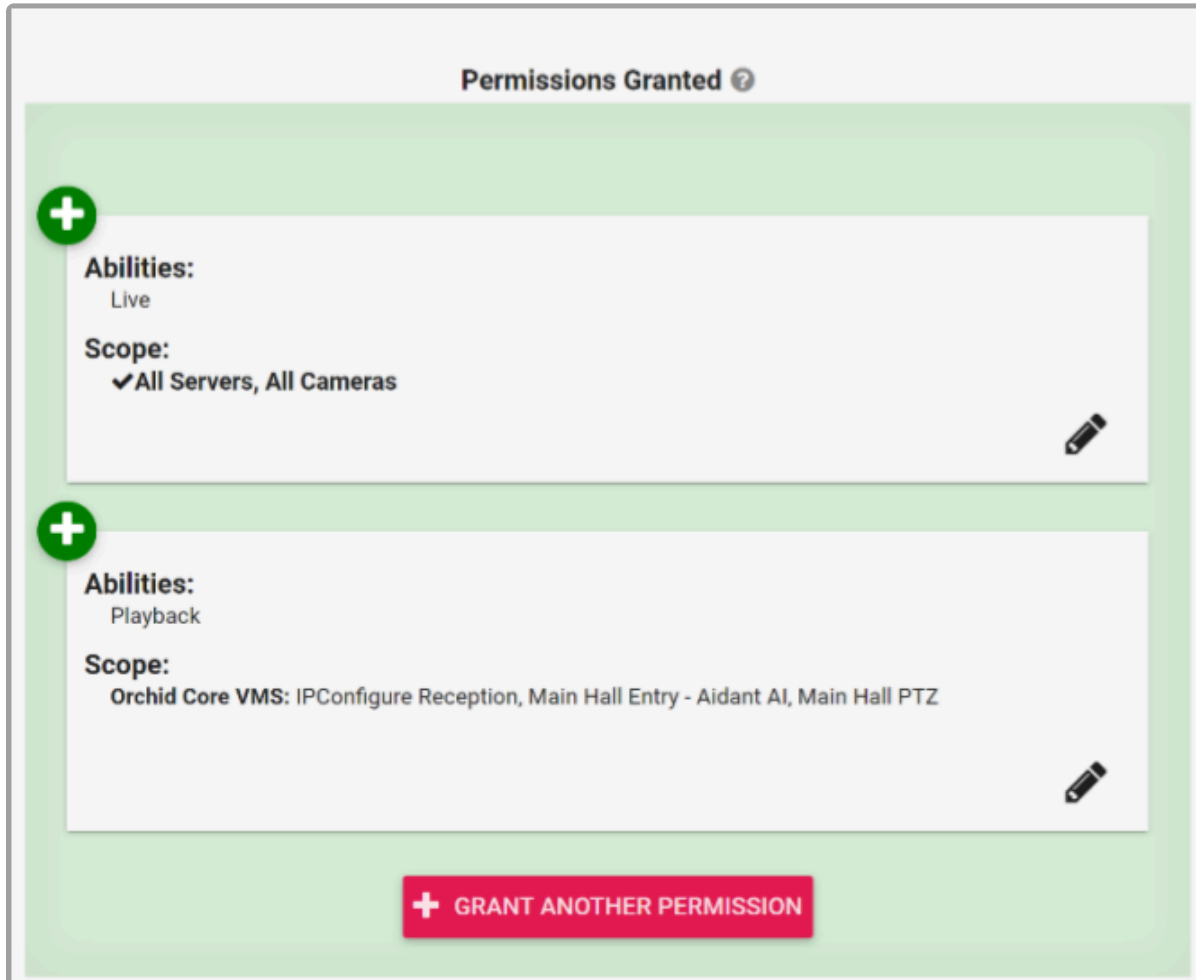 Permissions Granted
Abilities:
Live
Scope:
All Servers, All Cameras
Abilities:
Playback
Scope:
Orchid Core VMS: IPConfigure Reception, Main Hall Entry - Aidant AI, Main Hall PTZ
GRANT ANOTHER PERMISSION